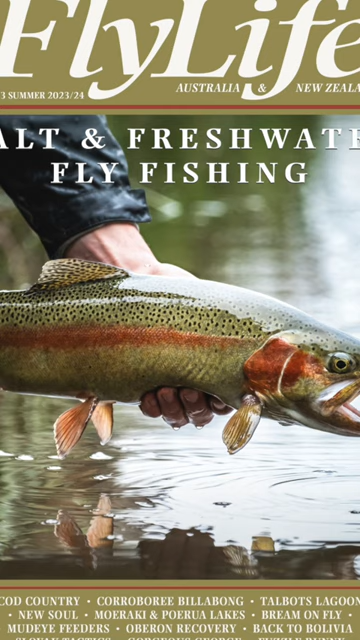 FlyLife
AUSTRALIA & NEW ZEALA
3 SUMMER 2023/24
ALT & FRESHWATE
FLY FISHING
COD COUNTRY • CORROBOREE BILLABONG • TALBOTS LAGOON
• NEW SOUL • MOERAKI & POERUA LAKES • BREAM ON FLY •
MUDEYE FEEDERS • OBERON RECOVERY • BACK TO BOLIVIA